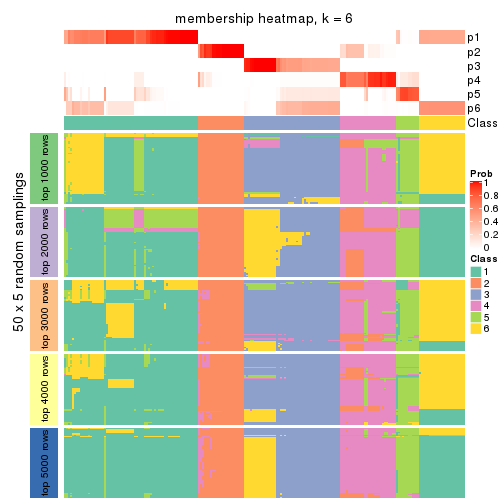 membership heatmap, k = 6
p1
p2
p3
p4
p5
p6
Class
50 x 5 random samplings
top 1000 rows
top 2000 rows
top 3000 rows
top 4000 rows
top 5000 rows
Prob
1
0.8
0.6
0.4
0.2
0
Class
1
2
3
4
5
6